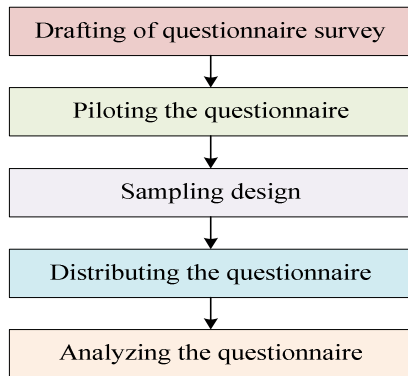 Drafting of questionnaire survey
Piloting the questionnaire
Sampling design
Distributing the questionnaire
Analyzing the questionnaire